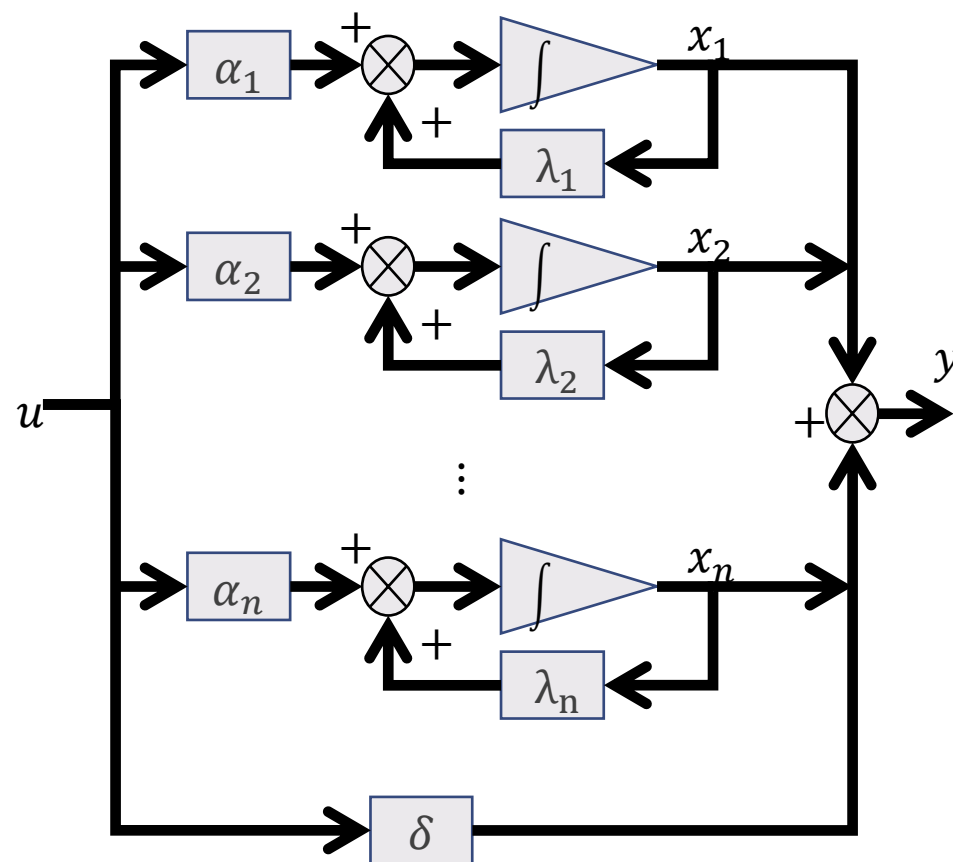 + x₁
α₁ ∫
+
λ₁
+ x₂
α₂ ∫
+
λ₂
y
u +
⋮
+ xₙ
αₙ ∫
+
λₙ
δ